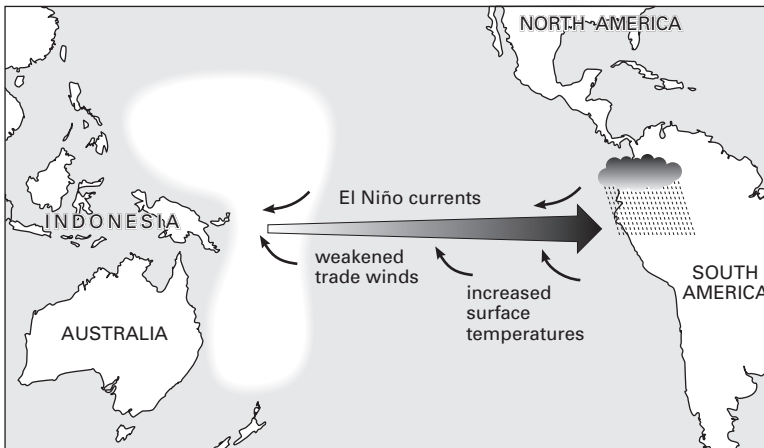 NORTH AMERICA
El Niño currents
INDONESIA
weakened
trade winds
increased
surface
temperatures
SOUTH
AMERICA
AUSTRALIA